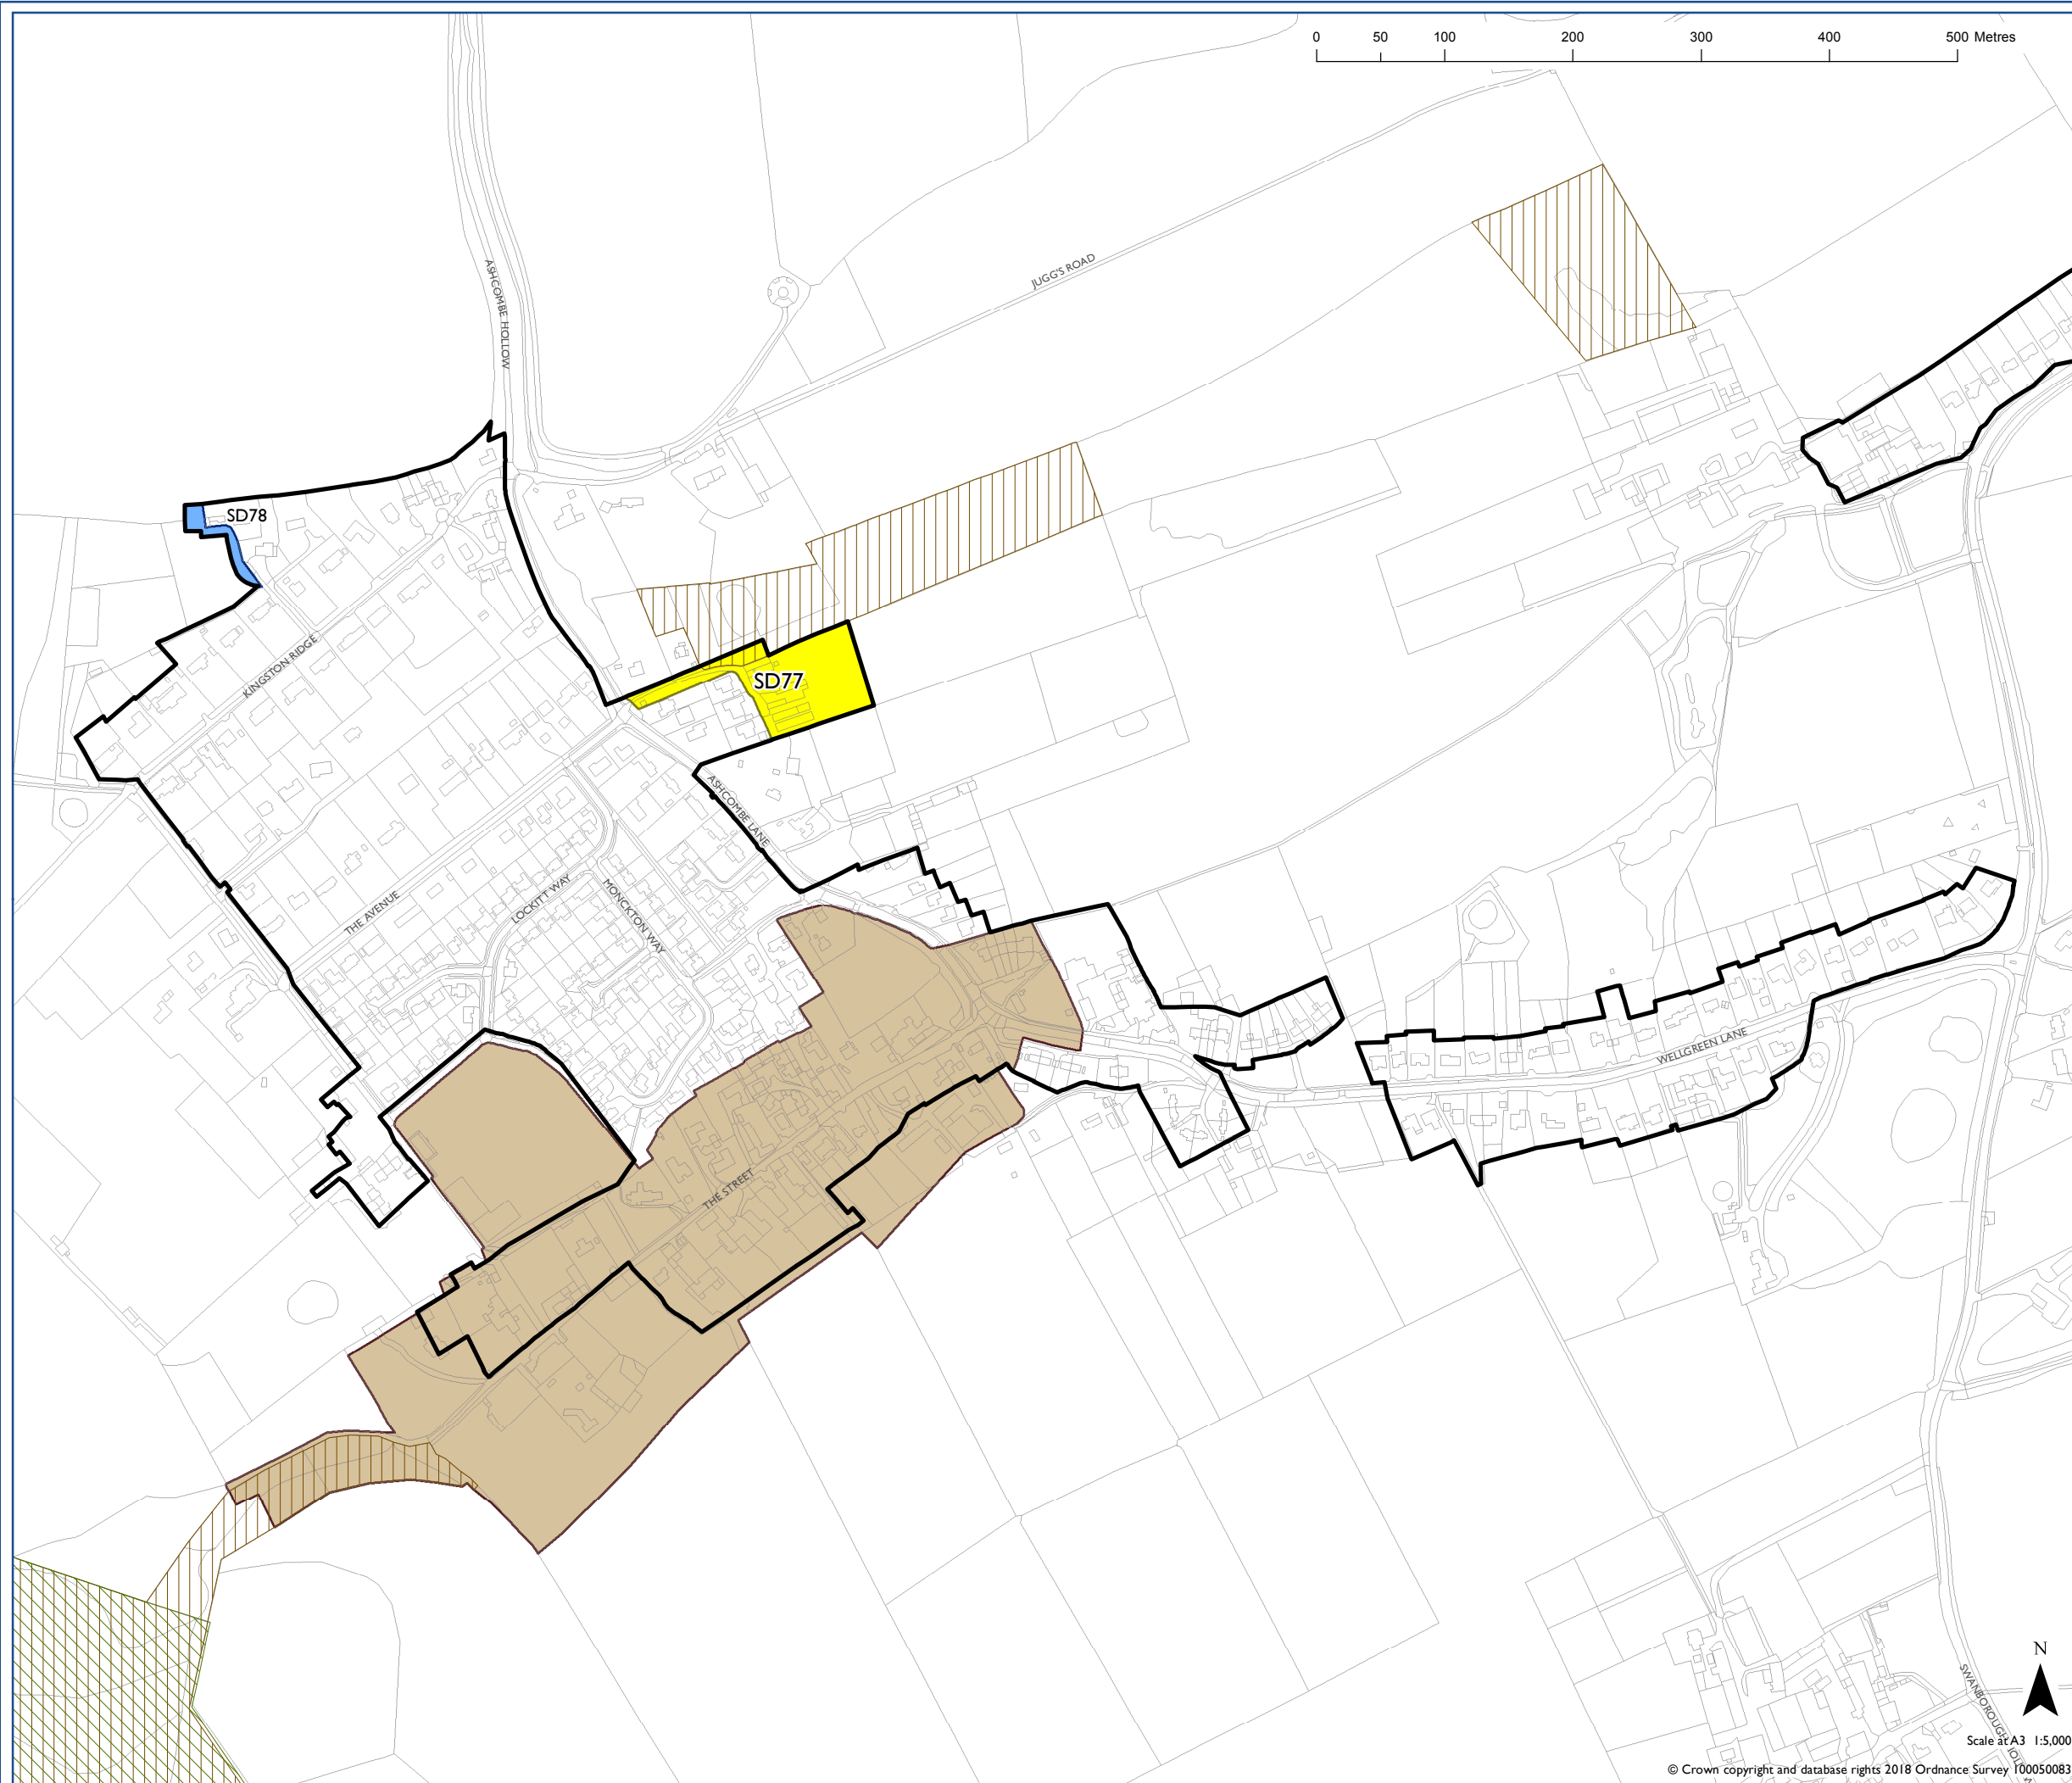 0 50 100 200 300 400 500 Metres
JUGG'S ROAD
ASHCOMBE HOLLOW
SD78
KINGSTON RIDGE
SD77
ASHCOMBE LANE
THE AVENUE
LOCKITT WAY
MONCKTON WAY
WELLGREEN LANE
THE STREET
SWANBOROUGH
N
Scale at A3 1:5,000
© Crown copyright and database rights 2018 Ordnance Survey 100050083